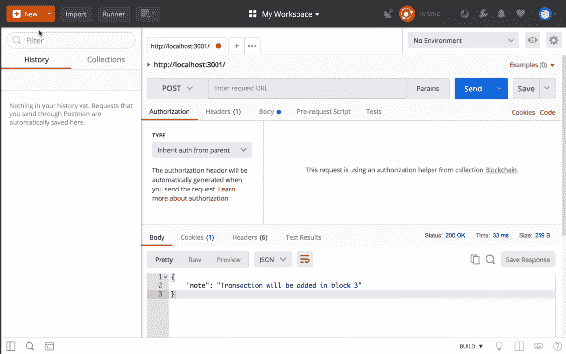 New
Import
Runner
My Workspace
IN SYNC
Filter
History
Collections
Nothing in your history yet. Requests that
you send through Postman are
automatically saved here.
http://localhost:3001/
No Environment
http://localhost:3001/
Examples (0)
POST
Enter request URL
Params
Send
Save
Authorization
Headers (1)
Body
Pre-request Script
Tests
Cookies
Code
TYPE
Inherit auth from parent
The authorization header will be
automatically generated when
you send the request. Learn
more about authorization
This request is using an authorization helper from collection Blockchain.
Body
Cookies (1)
Headers (6)
Test Results
Status: 200 OK
Time: 33 ms
Size: 259 B
Pretty
Raw
Preview
JSON
Save Response
1 {
2 "note": "Transaction will be added in block 3"
3 }
BUILD